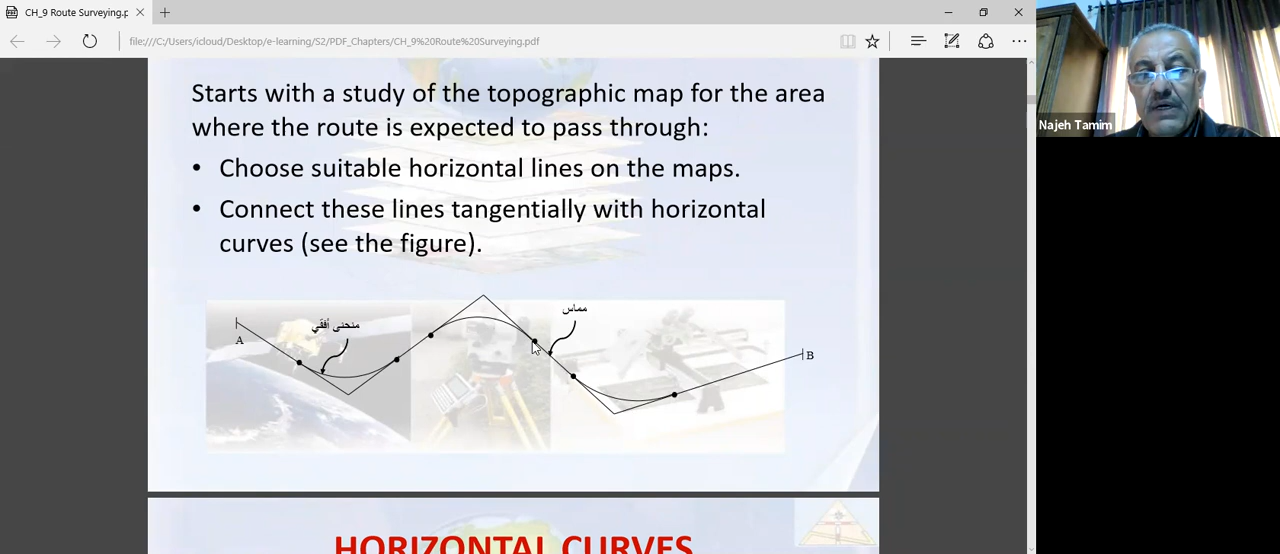 CH_9 Route Surveying.p
file:///C:/Users/icloud/Desktop/e-learning/S2/PDF_Chapters/CH_9%20Route%20Surveying.pdf
Najeh Tamim
Starts with a study of the topographic map for the area
where the route is expected to pass through:
• Choose suitable horizontal lines on the maps.
• Connect these lines tangentially with horizontal
curves (see the figure).
مماس
منحنى أفقي
A
B
HORIZONTAL CURVES